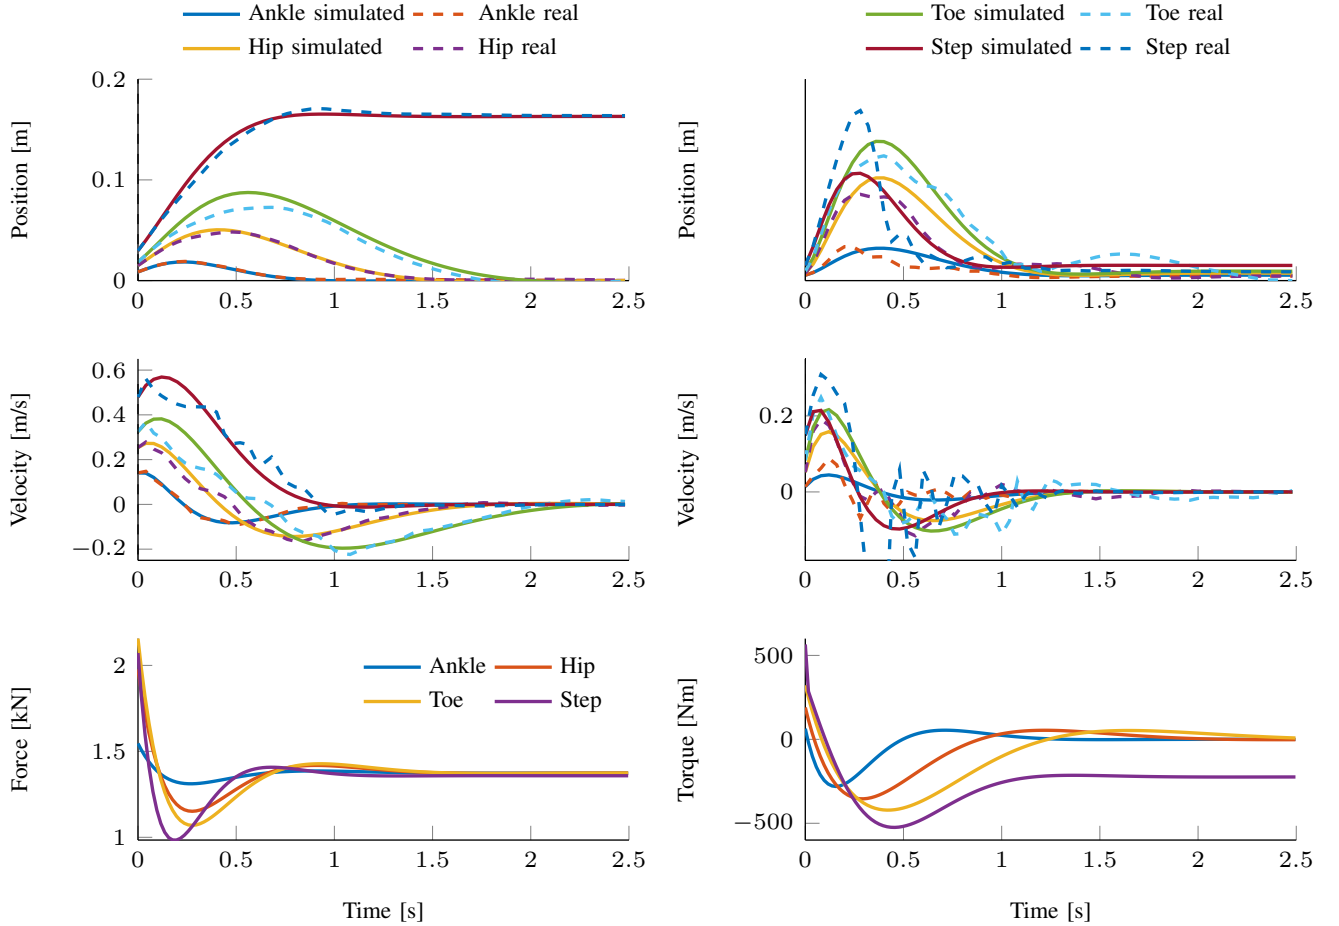 Ankle simulated Ankle real
Hip simulated Hip real
Toe simulated Toe real
Step simulated Step real
Position [m]
0.2
0.1
0
0 0.5 1 1.5 2 2.5
Position [m]
0 0.5 1 1.5 2 2.5
Velocity [m/s]
0.6
0.4
0.2
0
−0.2
0 0.5 1 1.5 2 2.5
Velocity [m/s]
0.2
0
0 0.5 1 1.5 2 2.5
Force [kN]
2
1.5
1
Ankle Hip
Toe Step
0 0.5 1 1.5 2 2.5
Time [s]
Torque [Nm]
500
0
−500
0 0.5 1 1.5 2 2.5
Time [s]